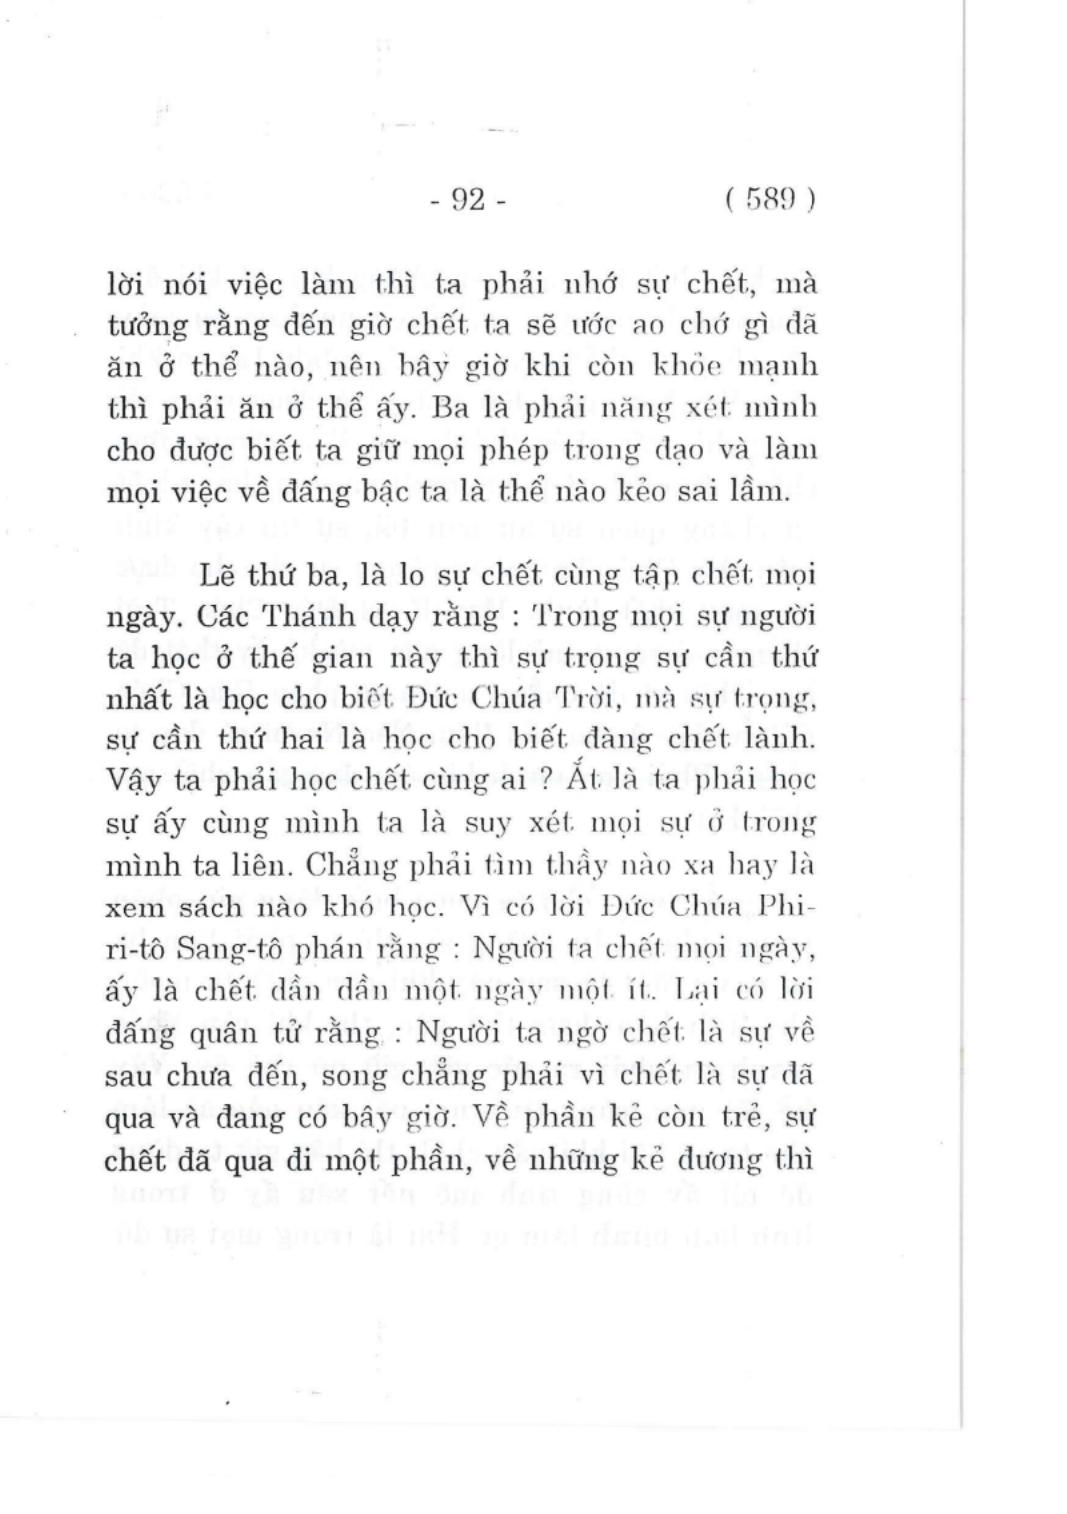 - 92 - ( 589 )
lời nói việc làm thì ta phải nhớ sự chết, mà
tưởng rằng đến giờ chết ta sẽ ước ao chớ gì đã
ăn ở thể nào, nên bây giờ khi còn khỏe mạnh
thì phải ăn ở thể ấy. Ba là phải năng xét mình
cho được biết ta giữ mọi phép trong đạo và làm
mọi việc về đấng bậc ta là thể nào kẻo sai lầm.
Lẽ thứ ba, là lo sự chết cùng tập chết mọi
ngày. Các Thánh dạy rằng : Trong mọi sự người
ta học ở thế gian này thì sự trọng sự cần thứ
nhất là học cho biết Đức Chúa Trời, mà sự trọng,
sự cần thứ hai là học cho biết đàng chết lành.
Vậy ta phải học chết cùng ai ? Ắt là ta phải học
sự ấy cùng mình ta là suy xét mọi sự ở trong
mình ta liên. Chẳng phải tìm thầy nào xa hay là
xem sách nào khó học. Vì có lời Đức Chúa Phi-
ri-tô Sang-tô phán rằng : Người ta chết mọi ngày,
ấy là chết dần dần một ngày một ít. Lại có lời
đấng quân tử rằng : Người ta ngờ chết là sự về
sau chưa đến, song chẳng phải vì chết là sự đã
qua và đang có bây giờ. Về phần kẻ còn trẻ, sự
chết đã qua đi một phần, về những kẻ đương thì